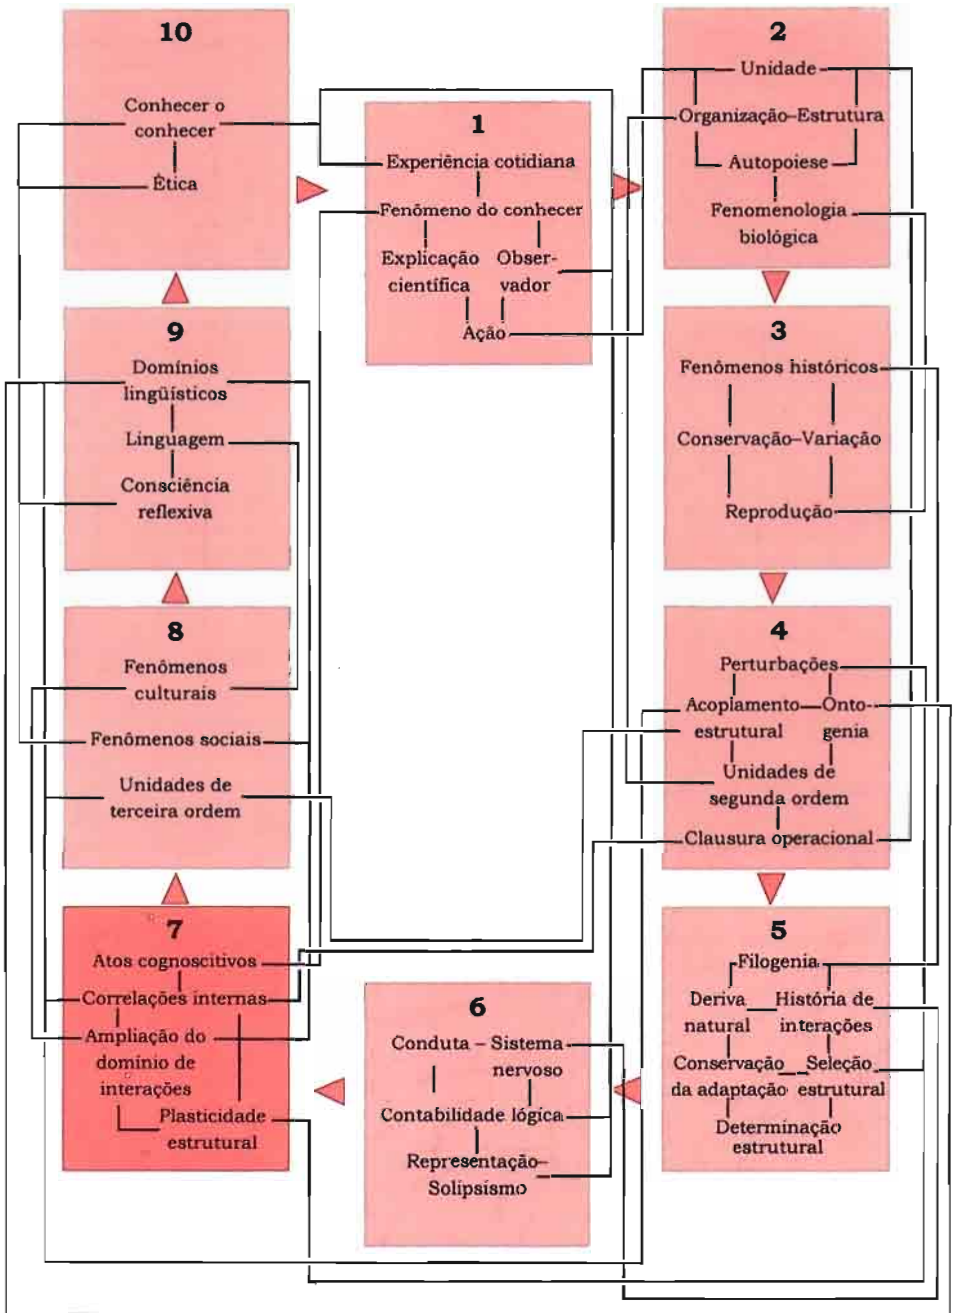 10
Conhecer o
conhecer
Ética
1
Experiência cotidiana
Fenômeno do conhecer
Explicação
científica
Obser-
vador
Ação
2
Unidade
Organização–Estrutura
Autopoiese
Fenomenologia
biológica
3
Fenômenos históricos
Conservação–Variação
Reprodução
4
Perturbações
Acoplamento
estrutural
Onto-
genia
Unidades de
segunda ordem
Clausura operacional
5
Filogenia
Deriva
natural
História de
interações
Conservação
da adaptação
Seleção
estrutural
Determinação
estrutural
6
Conduta – Sistema
nervoso
Contabilidade lógica
Representação–
Solipsismo
7
Atos cognoscitivos
Correlações internas
Ampliação do
domínio de
interações
Plasticidade
estrutural
8
Fenômenos
culturais
Fenômenos sociais
Unidades de
terceira ordem
9
Domínios
lingüísticos
Linguagem
Consciência
reflexiva